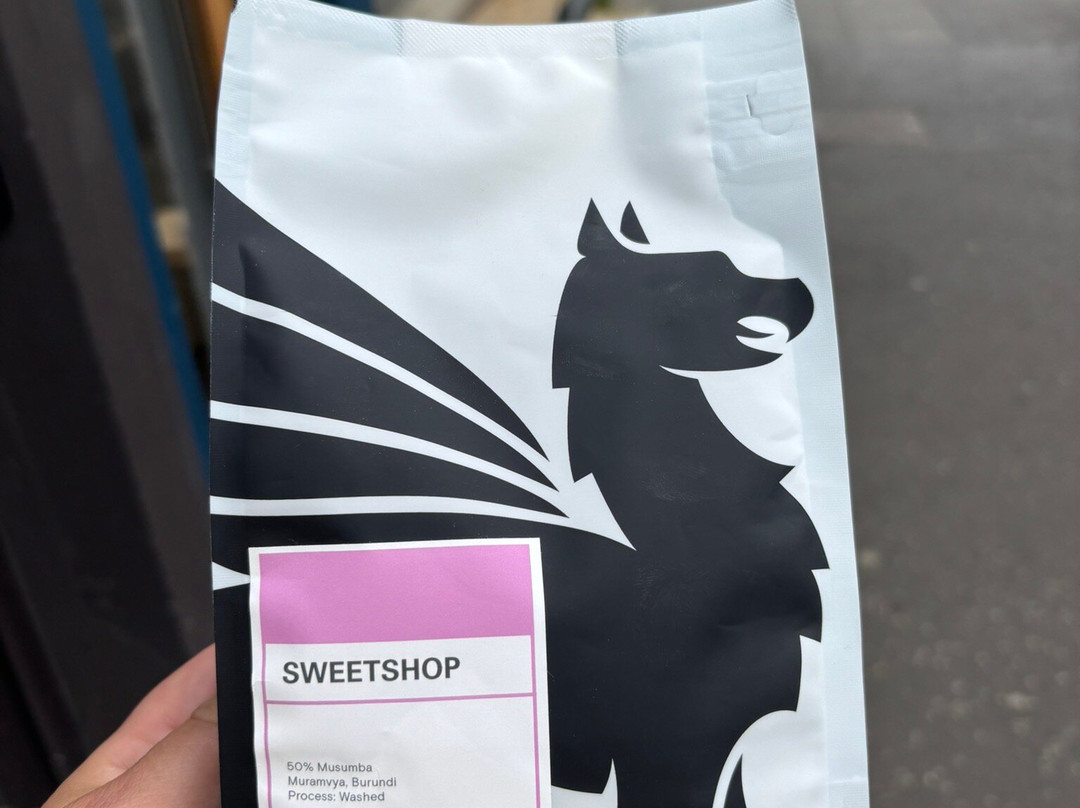 SWEETSHOP
50% Musumba
Muramvya, Burundi
Process: Washed